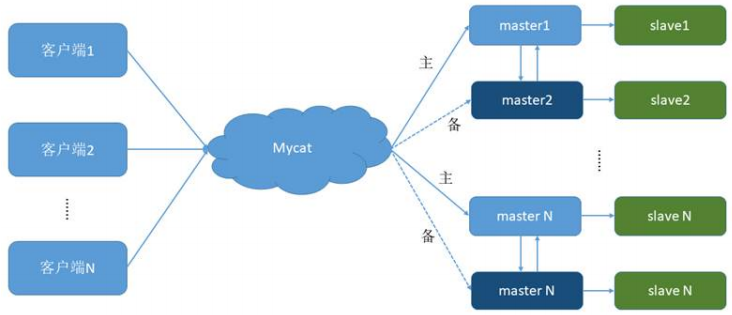 客户端1
客户端2
……
客户端N
Mycat
主
备
主
备
master1
slave1
master2
slave2
……
master N
slave N
master N
slave N